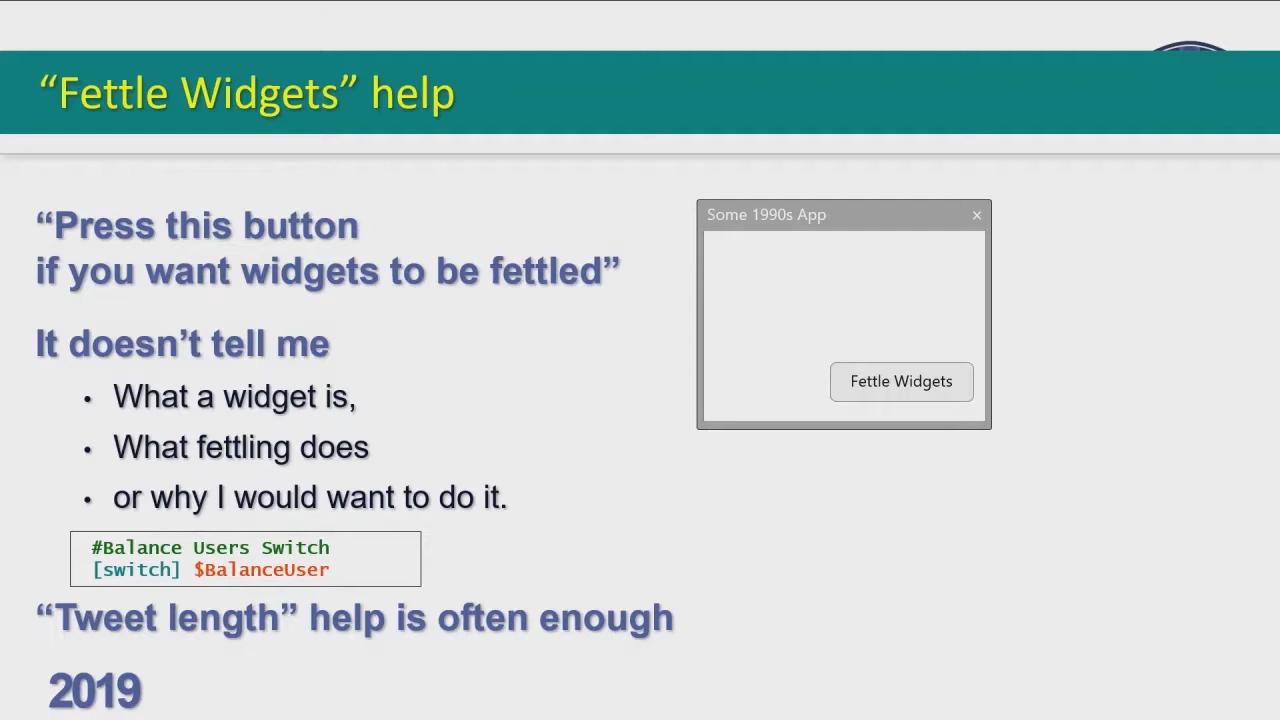 “Fettle Widgets” help
“Press this button
if you want widgets to be fettled”
It doesn’t tell me
• What a widget is,
• What fettling does
• or why I would want to do it.
#Balance Users Switch
[switch] $BalanceUser
“Tweet length” help is often enough
2019
Some 1990s App ×
Fettle Widgets